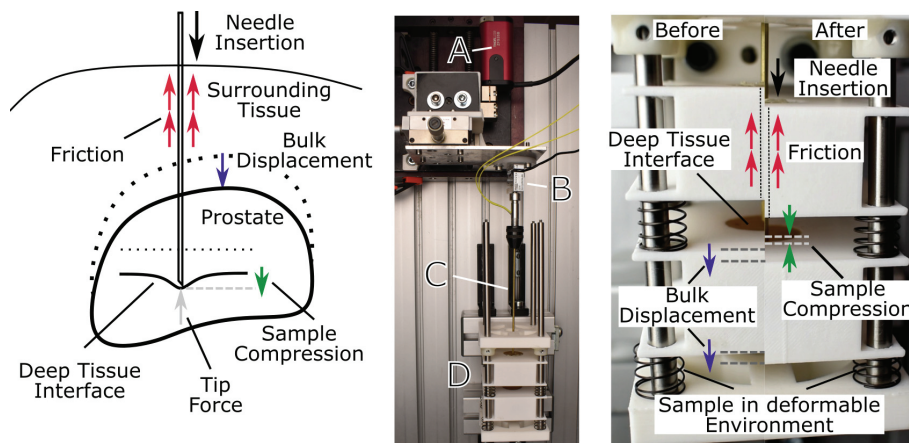 Needle
Insertion
Surrounding
Tissue
Friction
Bulk
Displacement
Prostate
Deep Tissue
Interface
Tip
Force
Sample
Compression
A
B
C
D
Before
After
Needle
Insertion
Deep Tissue
Interface
Friction
Bulk
Displacement
Sample
Compression
Sample in deformable
Environment